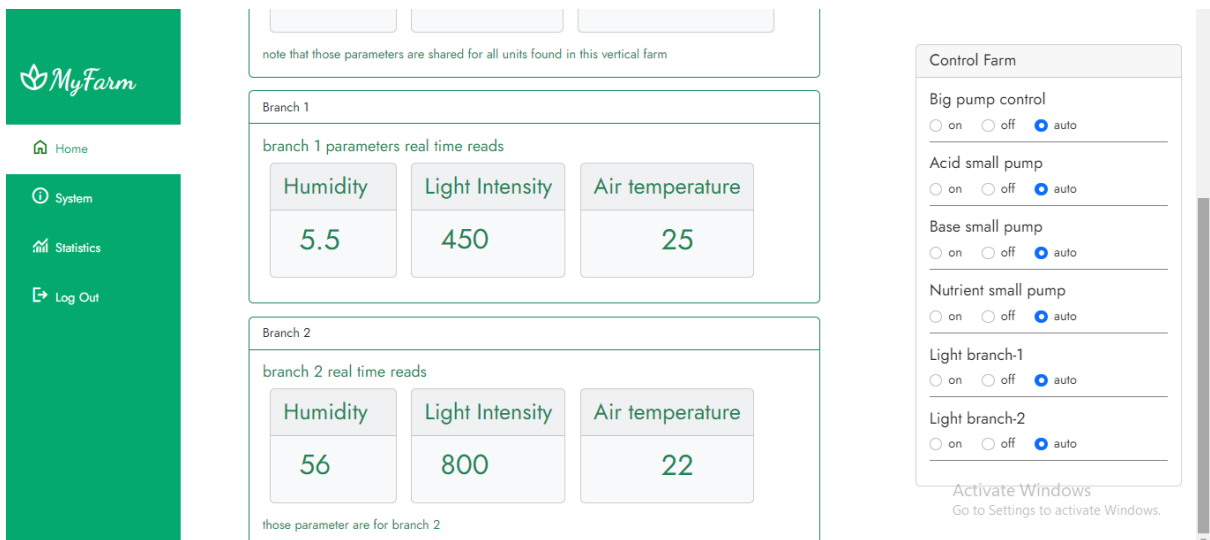 MyFarm
Home
System
Statistics
Log Out
note that those parameters are shared for all units found in this vertical farm
Branch 1
branch 1 parameters real time reads
Humidity Light Intensity Air temperature
5.5 450 25
Branch 2
branch 2 real time reads
Humidity Light Intensity Air temperature
56 800 22
those parameter are for branch 2
Control Farm
Big pump control
on off auto
Acid small pump
on off auto
Base small pump
on off auto
Nutrient small pump
on off auto
Light branch-1
on off auto
Light branch-2
on off auto
Activate Windows
Go to Settings to activate Windows.